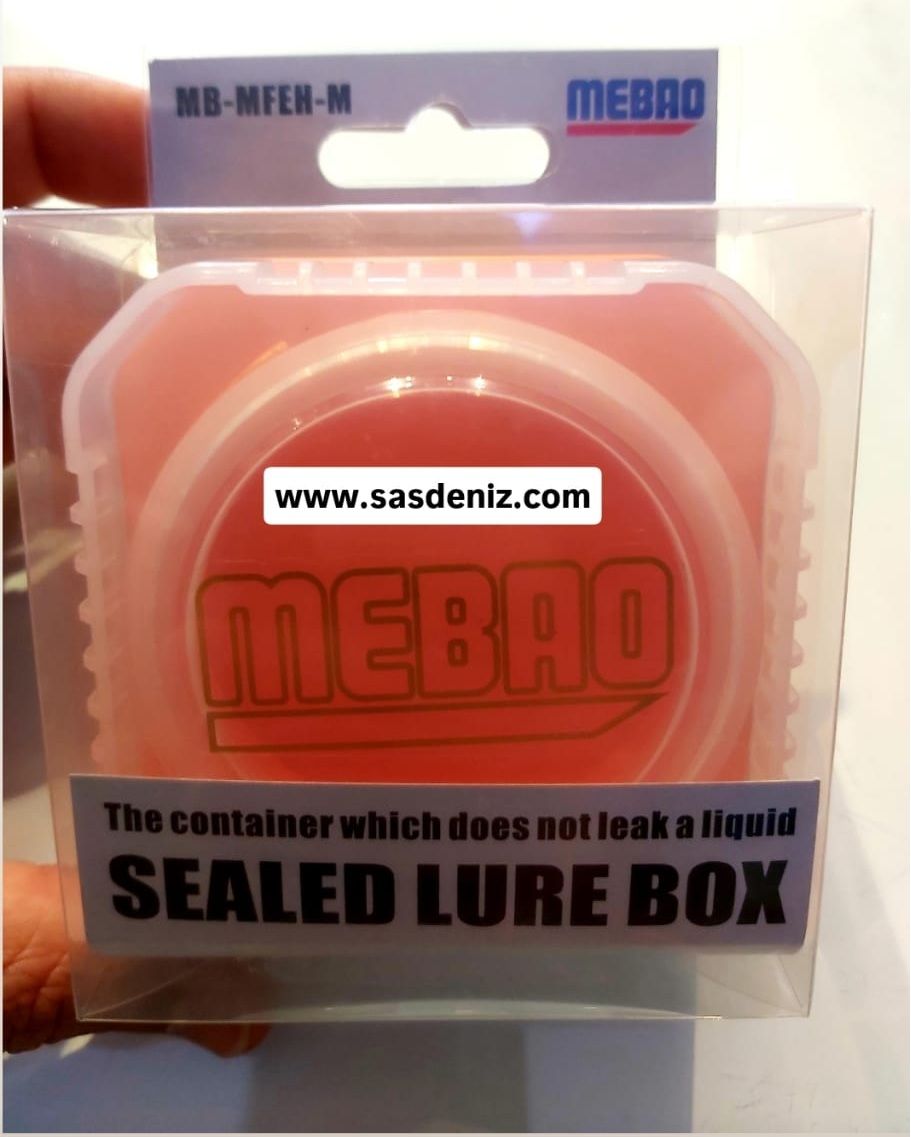 MB-MFEH-M
MEBAO
www.sasdeniz.com
MEBAO
The container which does not leak a liquid
SEALED LURE BOX